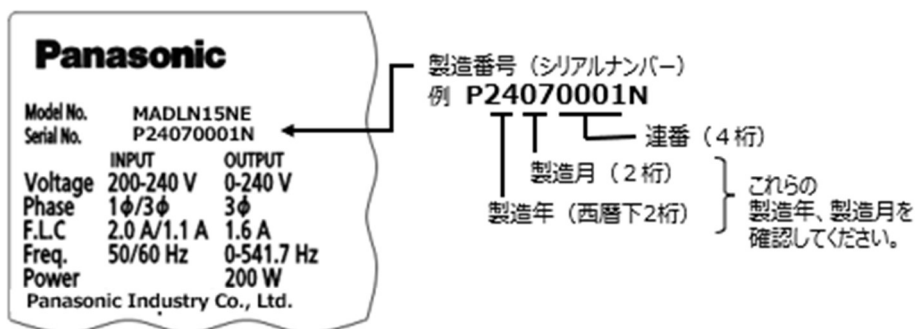 Panasonic
Model No. MADLN15NE
Serial No. P24070001N
INPUT OUTPUT
Voltage 200-240 V 0-240 V
Phase 1ϕ/3ϕ 3ϕ
F.L.C 2.0 A/1.1 A 1.6 A
Freq. 50/60 Hz 0-541.7 Hz
Power 200 W
Panasonic Industry Co., Ltd.
製造番号（シリアルナンバー）
例 P24070001N
連番（４桁）
製造月（２桁）
製造年（西暦下2桁）
これらの
製造年、製造月を
確認してください。